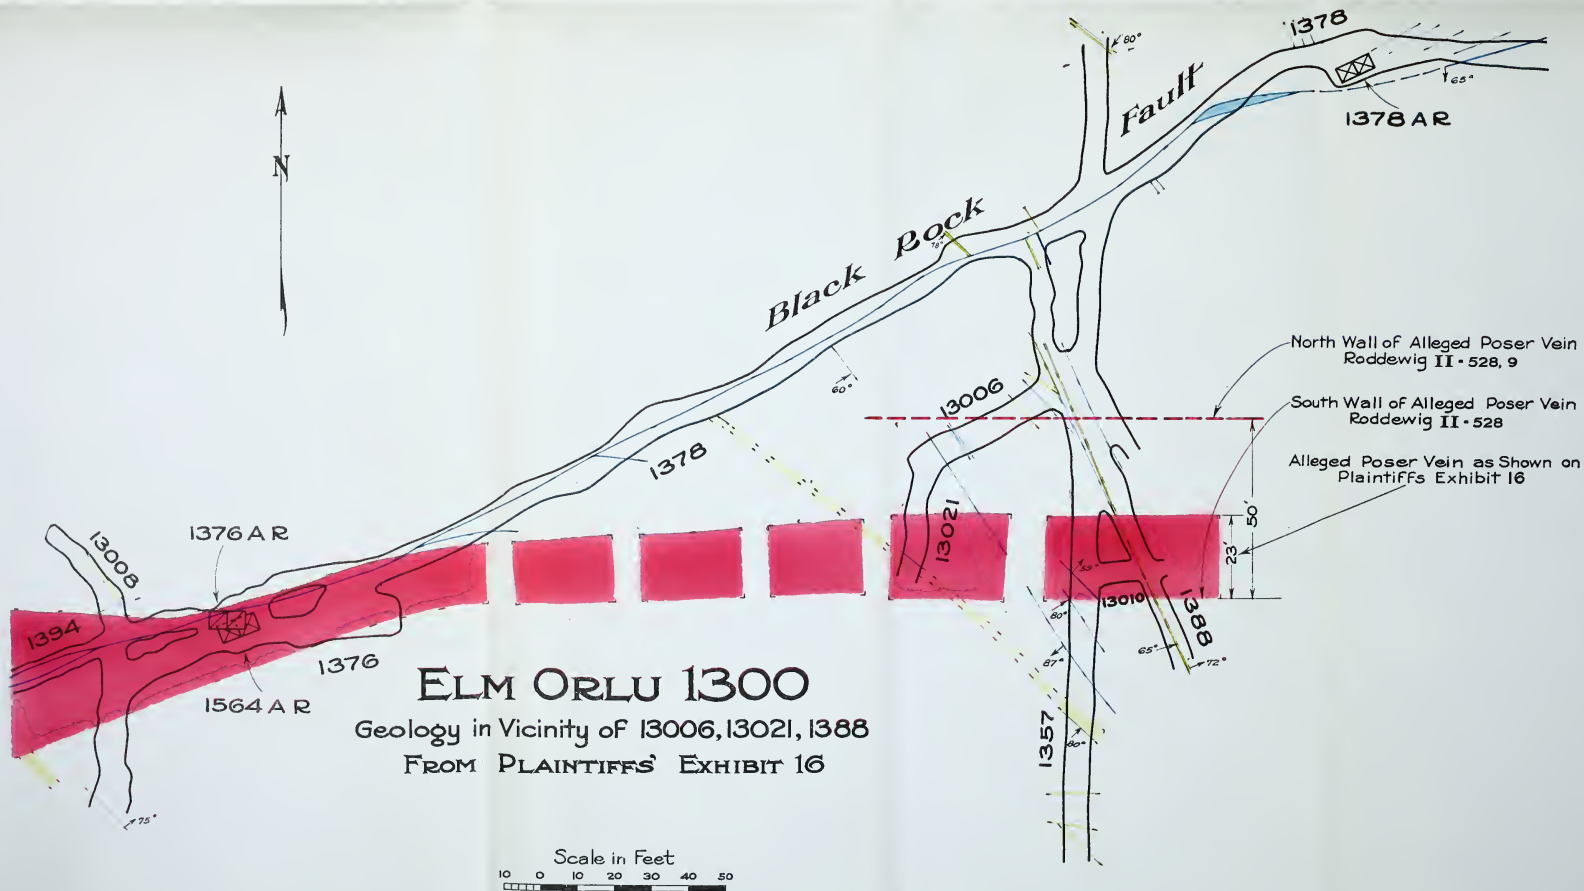 1378
80°
65°
1378 A R
N
Black Rock Fault
78°
60°
North Wall of Alleged Poser Vein
Roddewig II - 528, 9
South Wall of Alleged Poser Vein
Roddewig II - 528
Alleged Poser Vein as Shown on
Plaintiffs Exhibit 16
13006
1378
13021
50'
23'
1376 A R
13008
1394
1376
1564 A R
13010
1388
80°
87°
65°
72°
80°
1357
75°
ELM ORLU 1300
Geology in Vicinity of 13006, 13021, 1388
FROM PLAINTIFFS' EXHIBIT 16
Scale in Feet
10 0 10 20 30 40 50